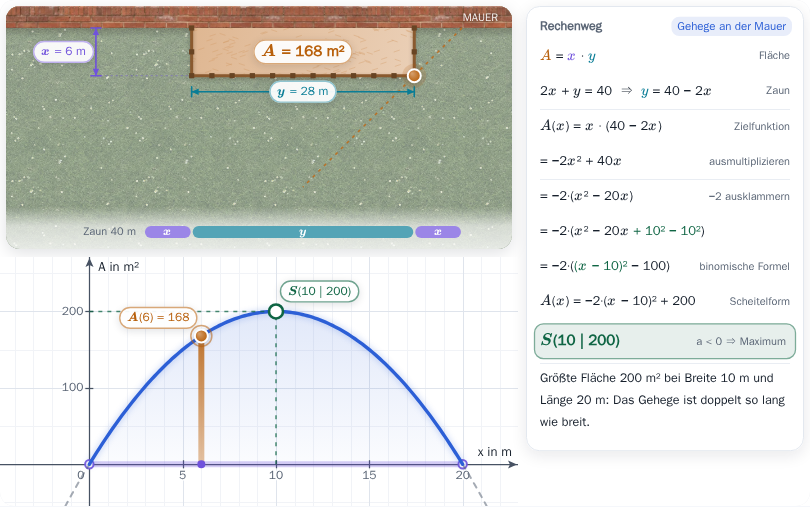 MAUER
x = 6 m
A = 168 m²
y = 28 m
Zaun 40 m
x
y
x
A in m²
S(10 | 200)
A(6) = 168
200
100
x in m
0
5
10
15
20
Rechenweg
Gehege an der Mauer
A = x · y Fläche
2x + y = 40 ⇒ y = 40 − 2x Zaun
A(x) = x · (40 − 2x) Zielfunktion
= −2x² + 40x ausmultiplizieren
= −2·(x² − 20x) −2 ausklammern
= −2·(x² − 20x + 10² − 10²)
= −2·((x − 10)² − 100) binomische Formel
A(x) = −2·(x − 10)² + 200 Scheitelform
S(10 | 200) a < 0 ⇒ Maximum
Größte Fläche 200 m² bei Breite 10 m und
Länge 20 m: Das Gehege ist doppelt so lang
wie breit.